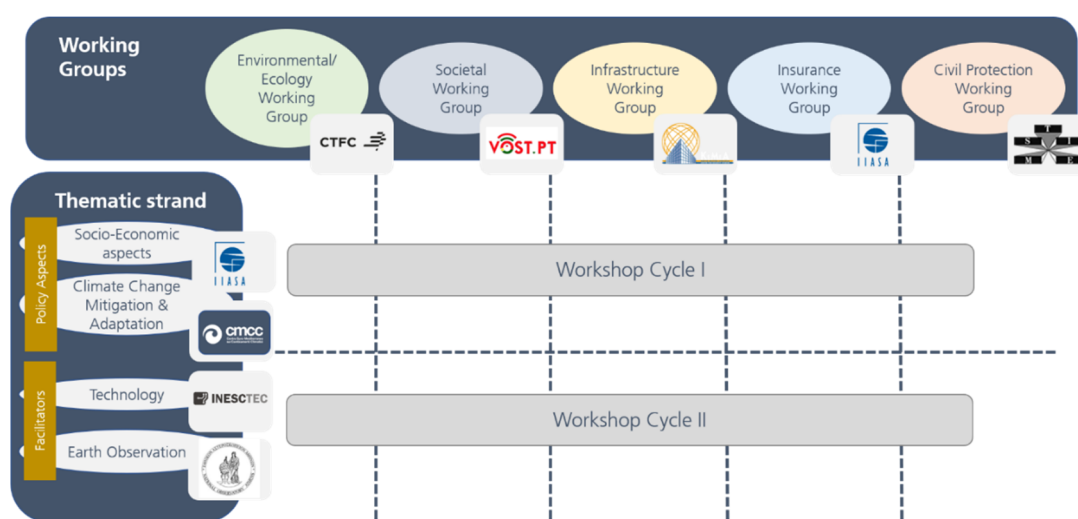 Working
Groups
Environmental/
Ecology
Working
Group
Societal
Working
Group
Infrastructure
Working
Group
Insurance
Working
Group
Civil Protection
Working
Group
CTFC
VOST.PT
IIASA
S T I
M E
Thematic strand
Policy Aspects
Socio-Economic
aspects
IIASA
Climate Change
Mitigation &
Adaptation
cmcc
Workshop Cycle I
Facilitators
Technology
INESCTEC
Earth Observation
Workshop Cycle II